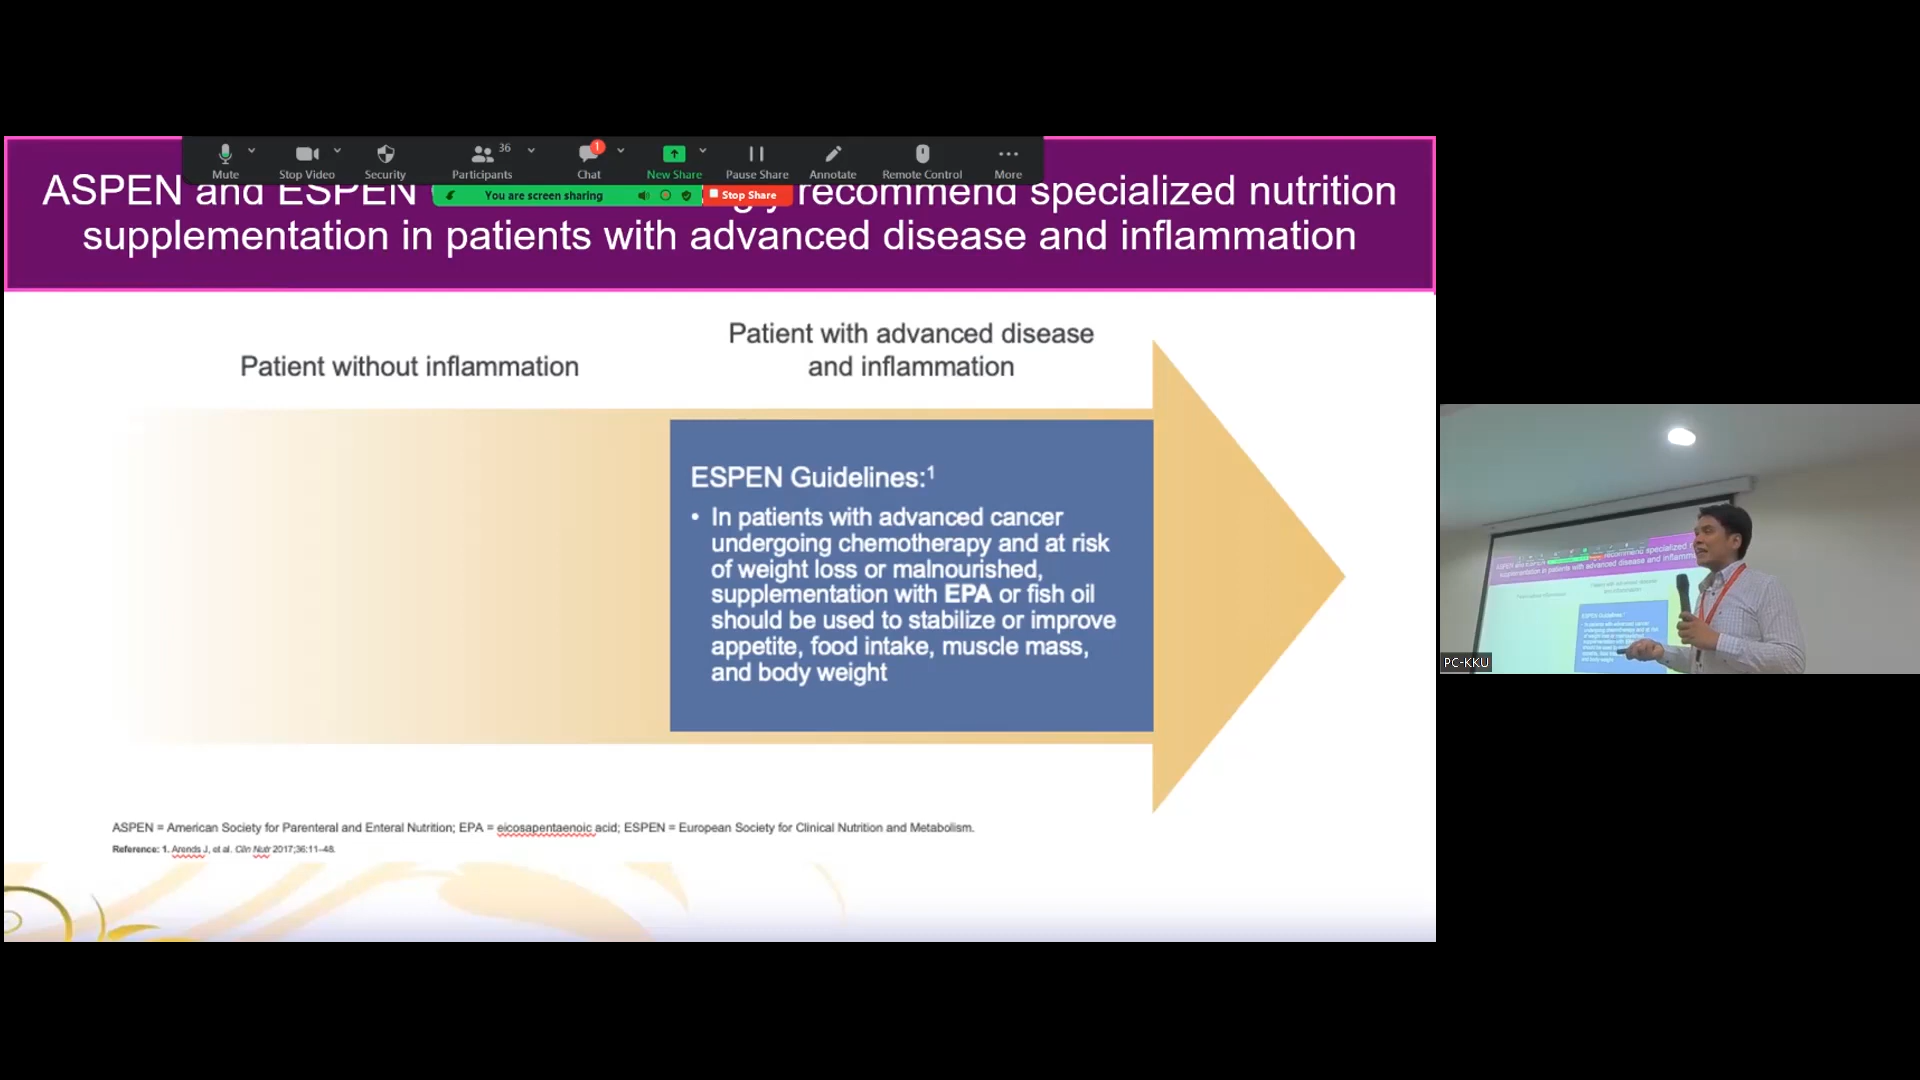 Mute
Stop Video
Security
Participants
36
Chat
1
New Share
Pause Share
Annotate
Remote Control
More
You are screen sharing
Stop Share
ASPEN and ESPEN recommend specialized nutrition
supplementation in patients with advanced disease and inflammation
Patient without inflammation
Patient with advanced disease
and inflammation
ESPEN Guidelines:¹
• In patients with advanced cancer
undergoing chemotherapy and at risk
of weight loss or malnourished,
supplementation with EPA or fish oil
should be used to stabilize or improve
appetite, food intake, muscle mass,
and body weight
ASPEN = American Society for Parenteral and Enteral Nutrition; EPA = eicosapentaenoic acid; ESPEN = European Society for Clinical Nutrition and Metabolism.
Reference: 1. Arends J, et al. Clin Nutr 2017;36:11–48.
PC-KKU